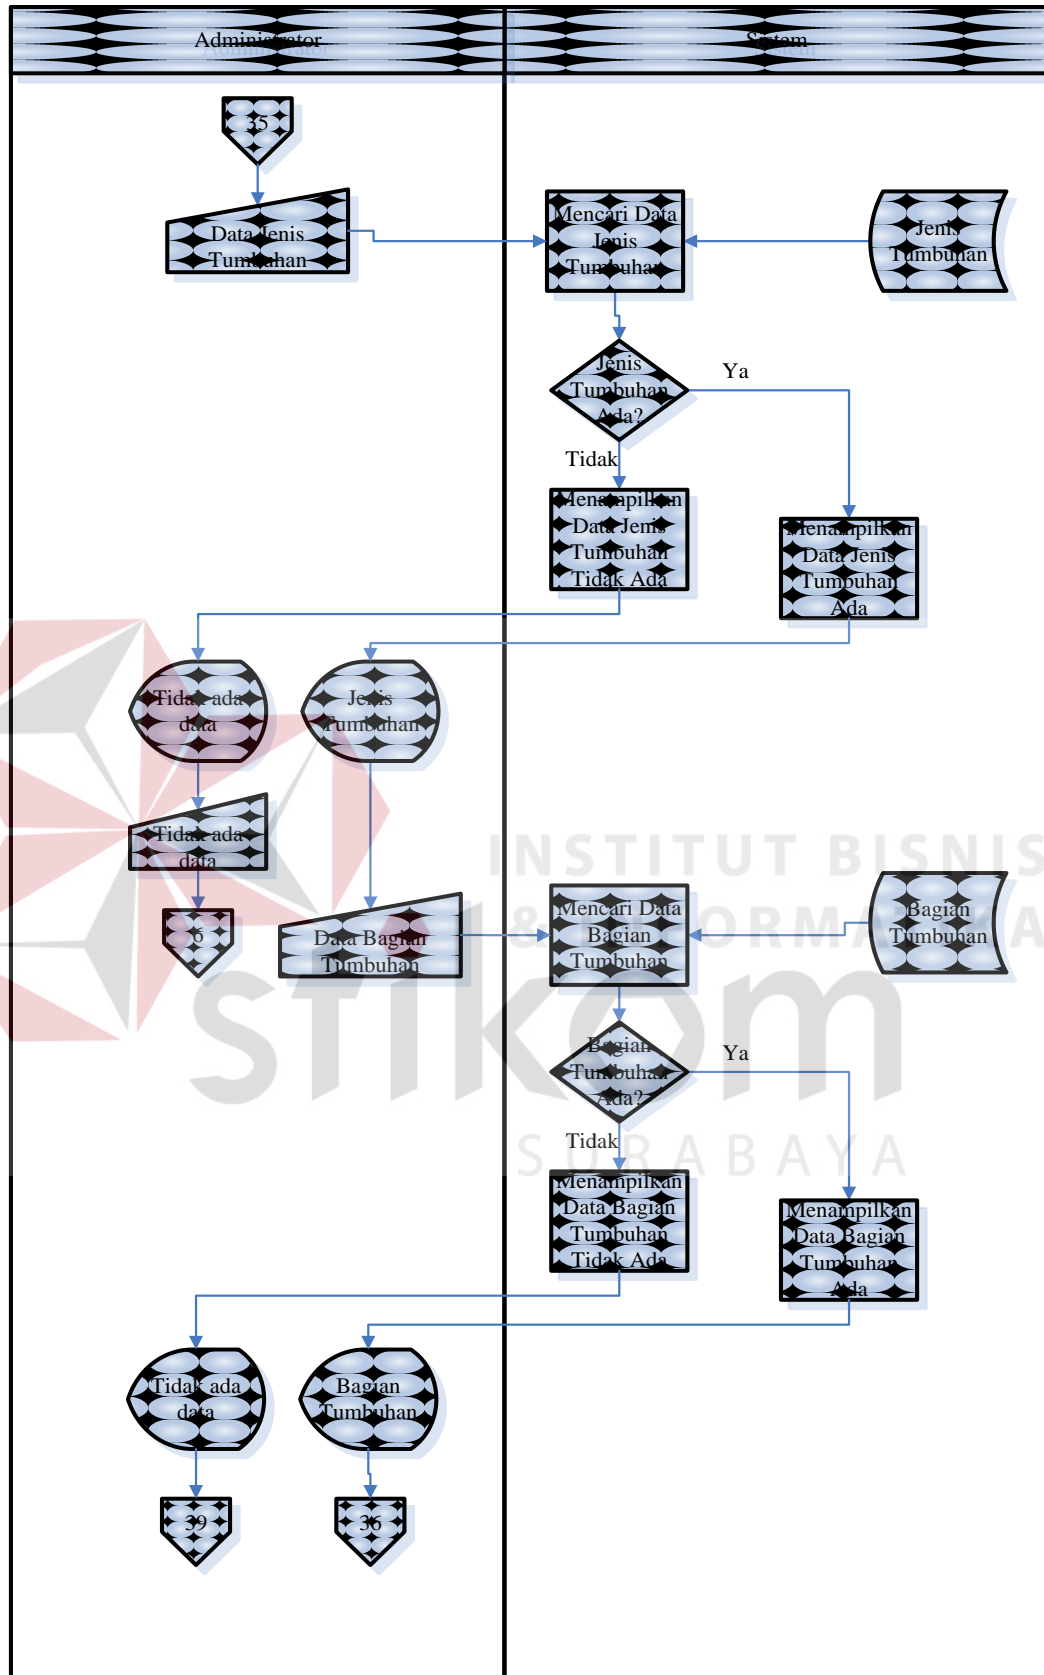 Administrator
Sistem
35
Data Jenis
Tumbuhan
Mencari Data
Jenis
Tumbuhan
Jenis
Tumbuhan
Jenis
Tumbuhan
Ada?
Ya
Tidak
Menampilkan
Data Jenis
Tumbuhan
Tidak Ada
Menampilkan
Data Jenis
Tumbuhan
Ada
Tidak ada
data
Jenis
Tumbuhan
Tidak ada
data
6
Data Bagian
Tumbuhan
Mencari Data
Bagian
Tumbuhan
Bagian
Tumbuhan
INSTITUT BISNIS
& INFORMATIKA
stikom
SURABAYA
Bagian
Tumbuhan
Ada?
Ya
Tidak
Menampilkan
Data Bagian
Tumbuhan
Tidak Ada
Menampilkan
Data Bagian
Tumbuhan
Ada
Tidak ada
data
Bagian
Tumbuhan
39
36